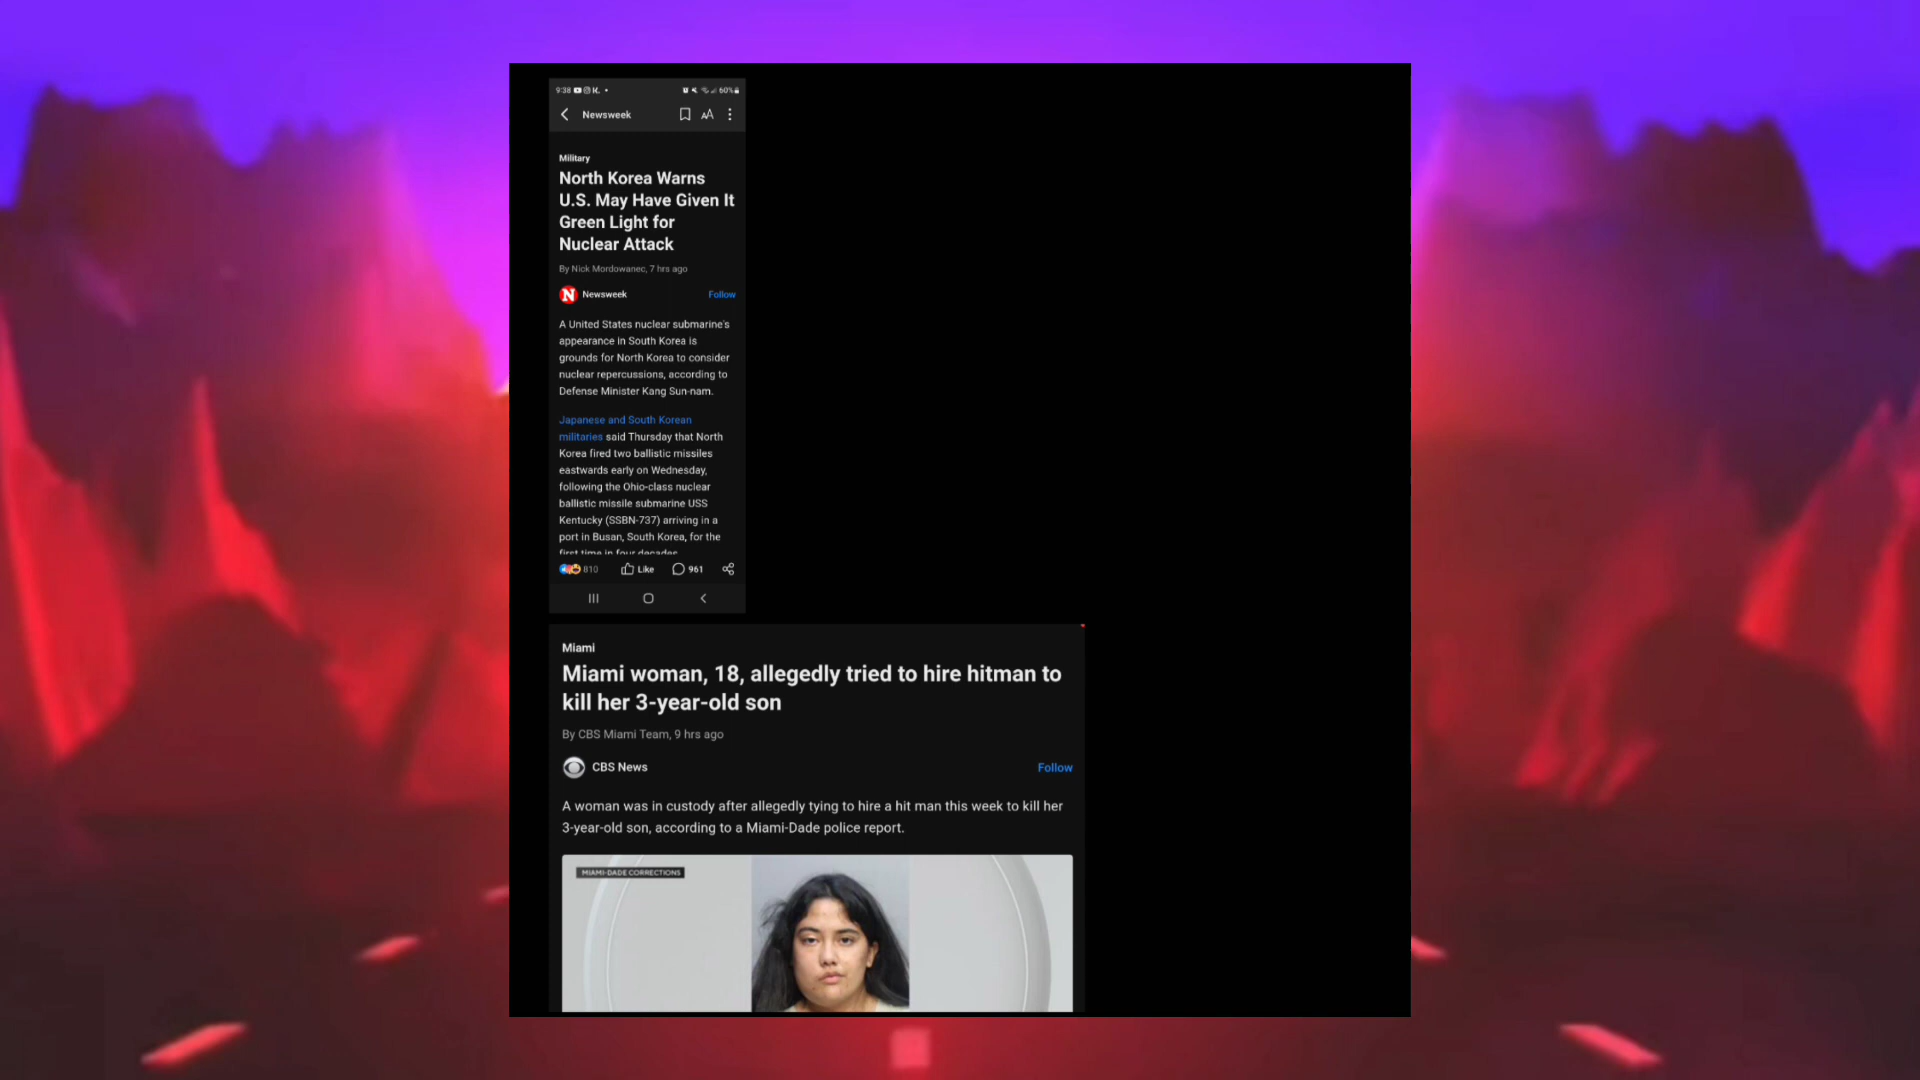 9:38
60%
Newsweek
Military
North Korea Warns
U.S. May Have Given It
Green Light for
Nuclear Attack
By Nick Mordowanec, 7 hrs ago
Newsweek
Follow
A United States nuclear submarine's
appearance in South Korea is
grounds for North Korea to consider
nuclear repercussions, according to
Defense Minister Kang Sun-nam.
Japanese and South Korean
militaries said Thursday that North
Korea fired two ballistic missiles
eastwards early on Wednesday,
following the Ohio-class nuclear
ballistic missile submarine USS
Kentucky (SSBN-737) arriving in a
port in Busan, South Korea, for the
first time in four decades
810 Like 961
Miami
Miami woman, 18, allegedly tried to hire hitman to
kill her 3-year-old son
By CBS Miami Team, 9 hrs ago
CBS News
Follow
A woman was in custody after allegedly tying to hire a hit man this week to kill her
3-year-old son, according to a Miami-Dade police report.
MIAMI-DADE CORRECTIONS